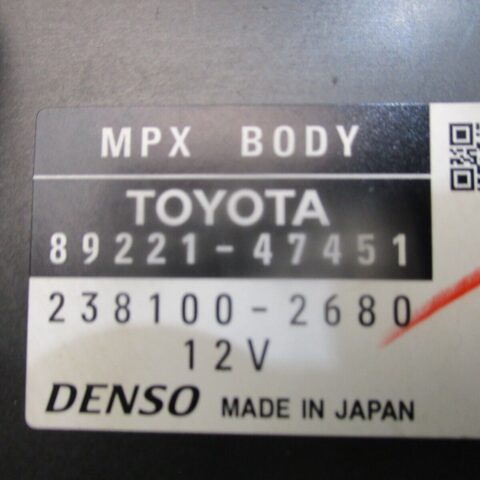 MPX BODY
TOYOTA
89221-47451
238100-2680
12V
DENSO MADE IN JAPAN